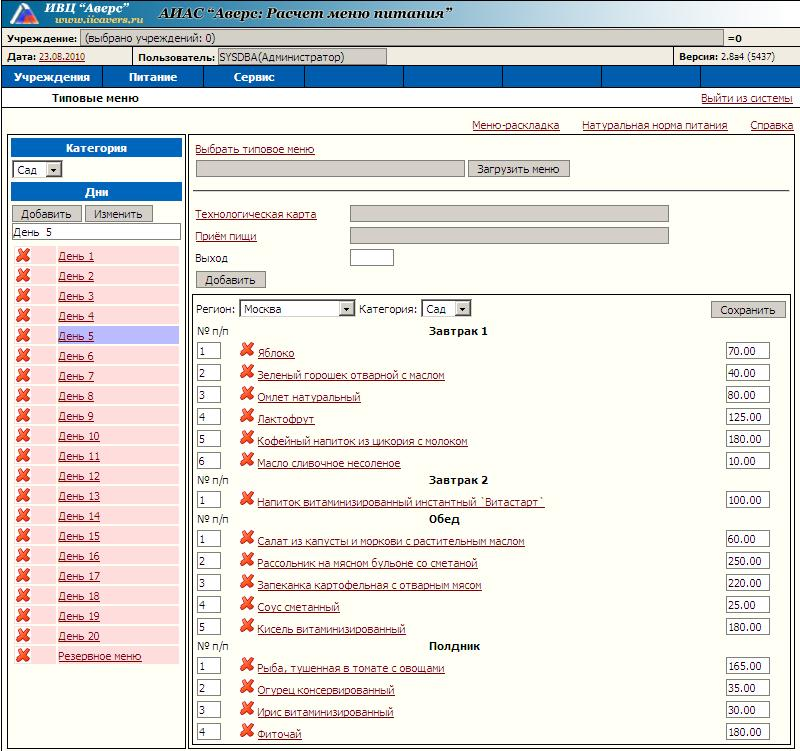 ИВЦ “Аверс”
www.iicavers.ru
АИАС “Аверс: Расчет меню питания”
Учреждение: (выбрано учреждений: 0) =0
Дата: 23.08.2010 Пользователь: SYSDBA(Администратор) Версия: 2.8a4 (5437)
Учреждения Питание Сервис
Типовые меню Выйти из системы
Меню-раскладка Натуральная норма питания Справка
Категория
Сад
Дни
Добавить Изменить
День 5
День 1
День 2
День 3
День 4
День 5
День 6
День 7
День 8
День 9
День 10
День 11
День 12
День 13
День 14
День 15
День 16
День 17
День 18
День 19
День 20
Резервное меню
Выбрать типовое меню
Загрузить меню
Технологическая карта
Приём пищи
Выход
Добавить
Регион: Москва Категория: Сад Сохранить
№ п/п Завтрак 1
1 Яблоко 70.00
2 Зеленый горошек отварной с маслом 40.00
3 Омлет натуральный 80.00
4 Лактофрут 125.00
5 Кофейный напиток из цикория с молоком 180.00
6 Масло сливочное несоленое 10.00
№ п/п Завтрак 2
1 Напиток витаминизированный инстантный `Витастарт` 100.00
№ п/п Обед
1 Салат из капусты и моркови с растительным маслом 60.00
2 Рассольник на мясном бульоне со сметаной 250.00
3 Запеканка картофельная с отварным мясом 220.00
4 Соус сметанный 25.00
5 Кисель витаминизированный 180.00
№ п/п Полдник
1 Рыба, тушенная в томате с овощами 165.00
2 Огурец консервированный 35.00
3 Ирис витаминизированный 30.00
4 Фиточай 180.00